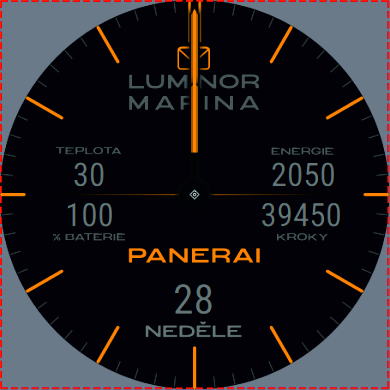 LUMINOR
MARINA
TEPLOTA
30
100
% BATERIE
ENERGIE
2050
39450
KROKY
PANERAI
28
NEDĚLE